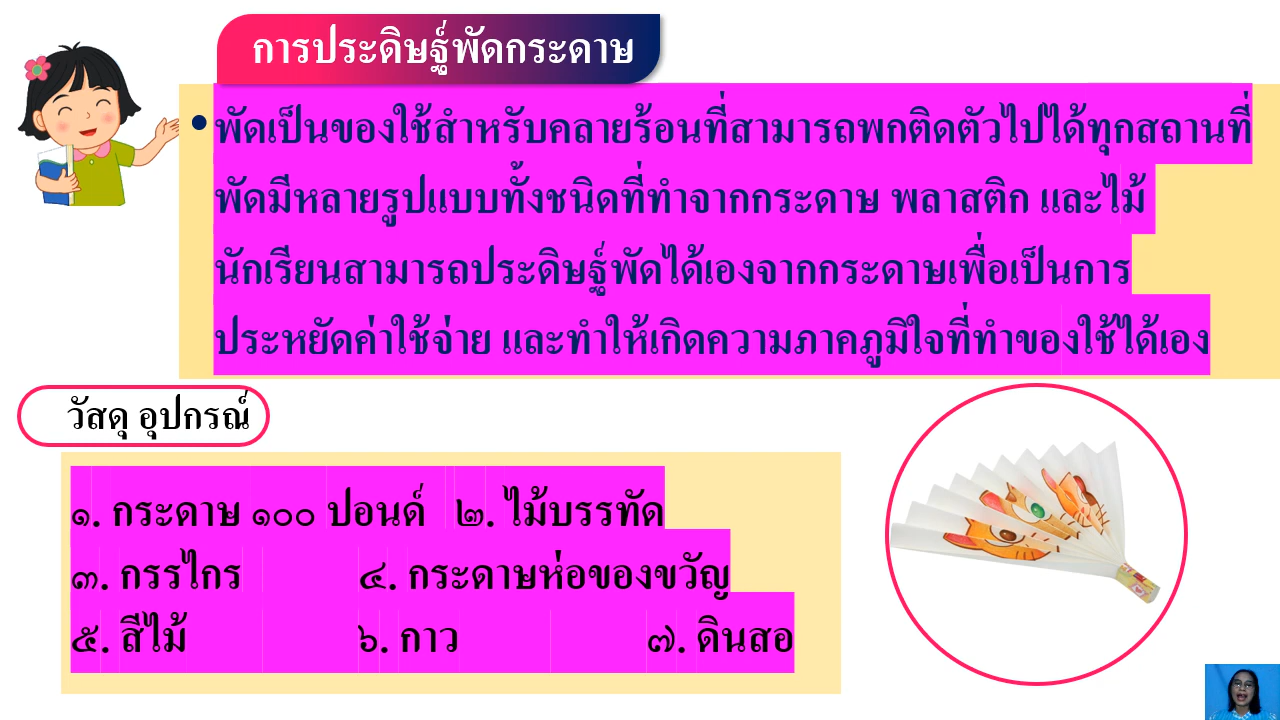 การประดิษฐ์พัดกระดาษ
• พัดเป็นของใช้สำหรับคลายร้อนที่สามารถพกติดตัวไปได้ทุกสถานที่
พัดมีหลายรูปแบบทั้งชนิดที่ทำจากกระดาษ พลาสติก และไม้
นักเรียนสามารถประดิษฐ์พัดได้เองจากกระดาษเพื่อเป็นการ
ประหยัดค่าใช้จ่าย และทำให้เกิดความภาคภูมิใจที่ทำของใช้ได้เอง
วัสดุ อุปกรณ์
๑. กระดาษ ๑๐๐ ปอนด์ ๒. ไม้บรรทัด
๓. กรรไกร ๔. กระดาษห่อของขวัญ
๕. สีไม้ ๖. กาว ๗. ดินสอ